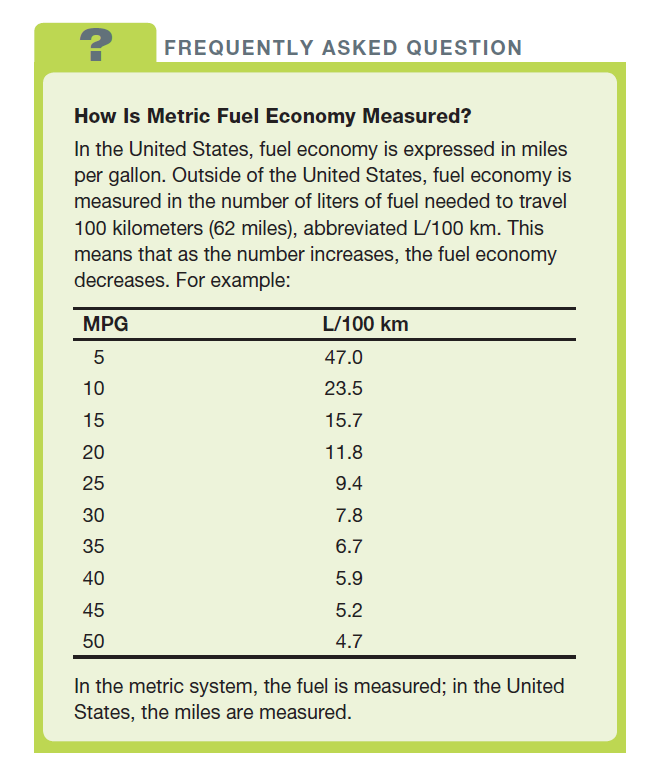 ?
FREQUENTLY ASKED QUESTION
How Is Metric Fuel Economy Measured?
In the United States, fuel economy is expressed in miles
per gallon. Outside of the United States, fuel economy is
measured in the number of liters of fuel needed to travel
100 kilometers (62 miles), abbreviated L/100 km. This
means that as the number increases, the fuel economy
decreases. For example:
MPG L/100 km
5 47.0
10 23.5
15 15.7
20 11.8
25 9.4
30 7.8
35 6.7
40 5.9
45 5.2
50 4.7
In the metric system, the fuel is measured; in the United
States, the miles are measured.